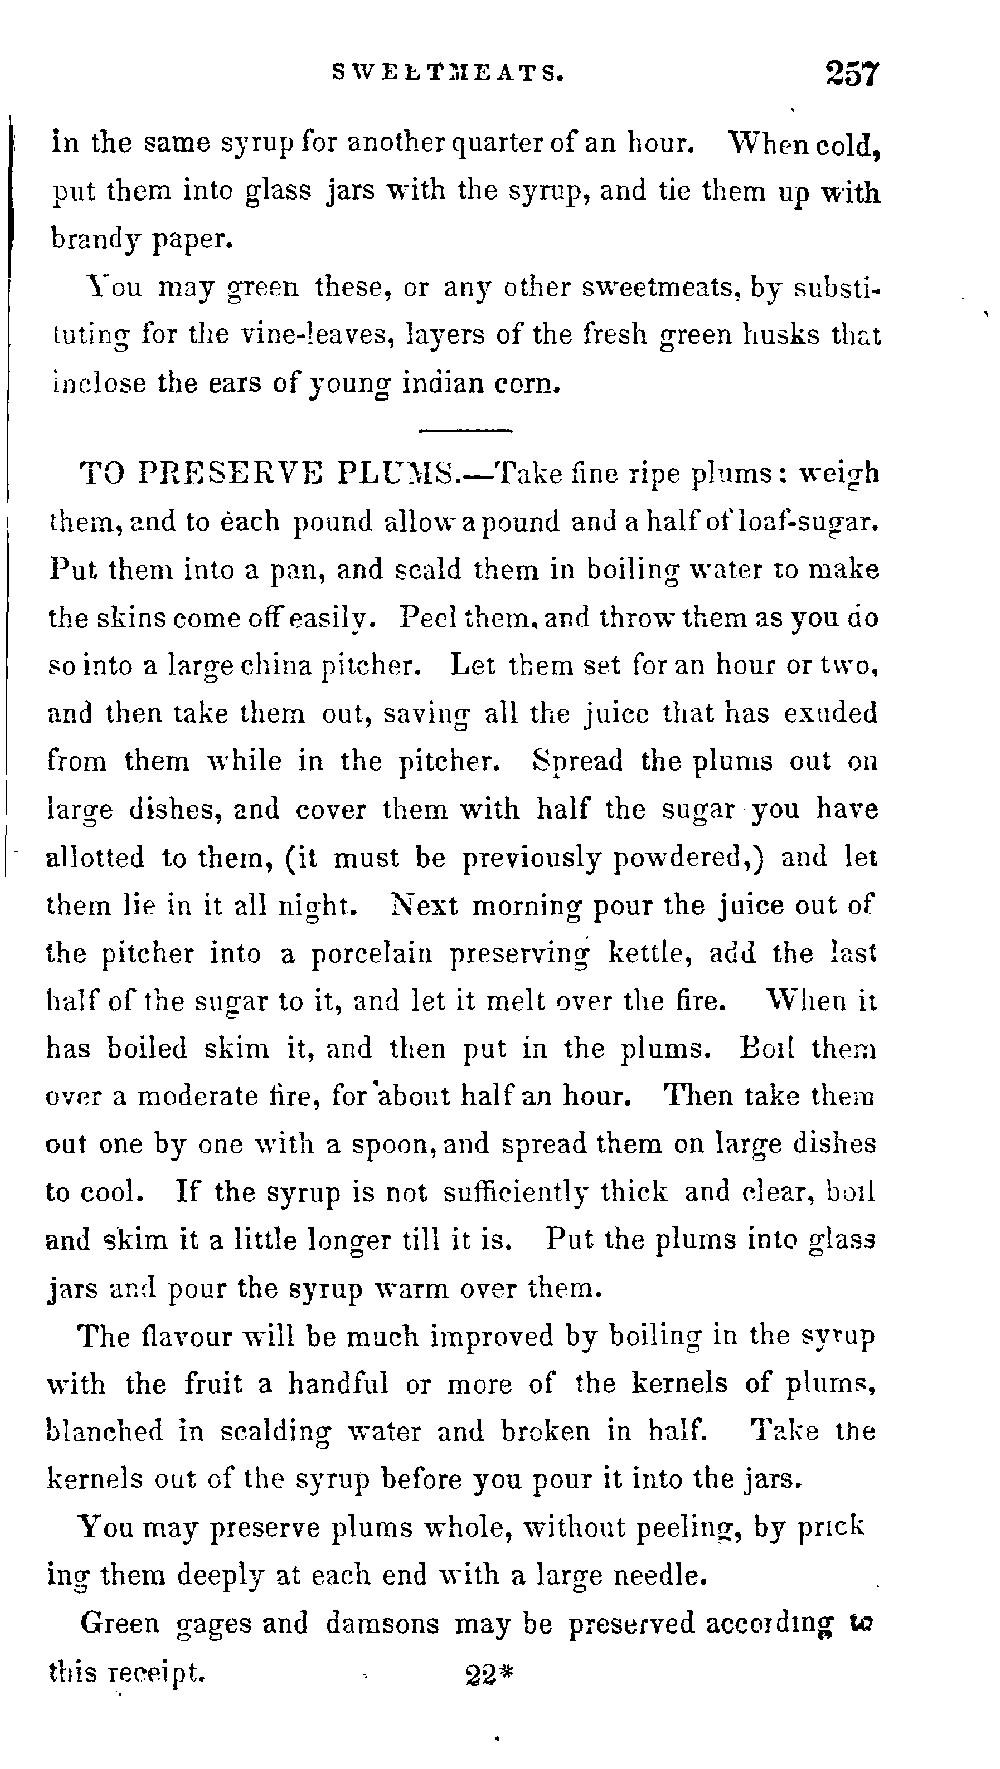 SWEETMEATS. 257
in the same syrup for another quarter of an hour. When cold,
put them into glass jars with the syrup, and tie them up with
brandy paper.
You may green these, or any other sweetmeats, by substi-
tuting for the vine-leaves, layers of the fresh green husks that
inclose the ears of young indian corn.
TO PRESERVE PLUMS.—Take fine ripe plums: weigh
them, and to each pound allow a pound and a half of loaf-sugar.
Put them into a pan, and scald them in boiling water to make
the skins come off easily. Peel them, and throw them as you do
so into a large china pitcher. Let them set for an hour or two,
and then take them out, saving all the juice that has exuded
from them while in the pitcher. Spread the plums out on
large dishes, and cover them with half the sugar you have
allotted to them, (it must be previously powdered,) and let
them lie in it all night. Next morning pour the juice out of
the pitcher into a porcelain preserving kettle, add the last
half of the sugar to it, and let it melt over the fire. When it
has boiled skim it, and then put in the plums. Boil them
over a moderate fire, for about half an hour. Then take them
out one by one with a spoon, and spread them on large dishes
to cool. If the syrup is not sufficiently thick and clear, boil
and skim it a little longer till it is. Put the plums into glass
jars and pour the syrup warm over them.
The flavour will be much improved by boiling in the syrup
with the fruit a handful or more of the kernels of plums,
blanched in scalding water and broken in half. Take the
kernels out of the syrup before you pour it into the jars.
You may preserve plums whole, without peeling, by prick
ing them deeply at each end with a large needle.
Green gages and damsons may be preserved according to
this receipt. 22*